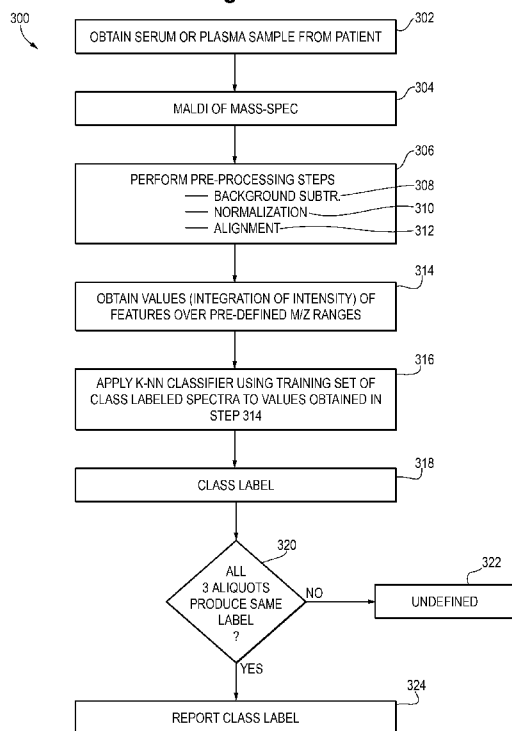 300
302
OBTAIN SERUM OR PLASMA SAMPLE FROM PATIENT
304
MALDI OF MASS-SPEC
306
PERFORM PRE-PROCESSING STEPS
— BACKGROUND SUBTR. 308
— NORMALIZATION 310
— ALIGNMENT 312
314
OBTAIN VALUES (INTEGRATION OF INTENSITY) OF
FEATURES OVER PRE-DEFINED M/Z RANGES
316
APPLY K-NN CLASSIFIER USING TRAINING SET OF
CLASS LABELED SPECTRA TO VALUES OBTAINED IN
STEP 314
318
CLASS LABEL
320
ALL
3 ALIQUOTS
PRODUCE SAME
LABEL
?
NO
322
UNDEFINED
YES
324
REPORT CLASS LABEL